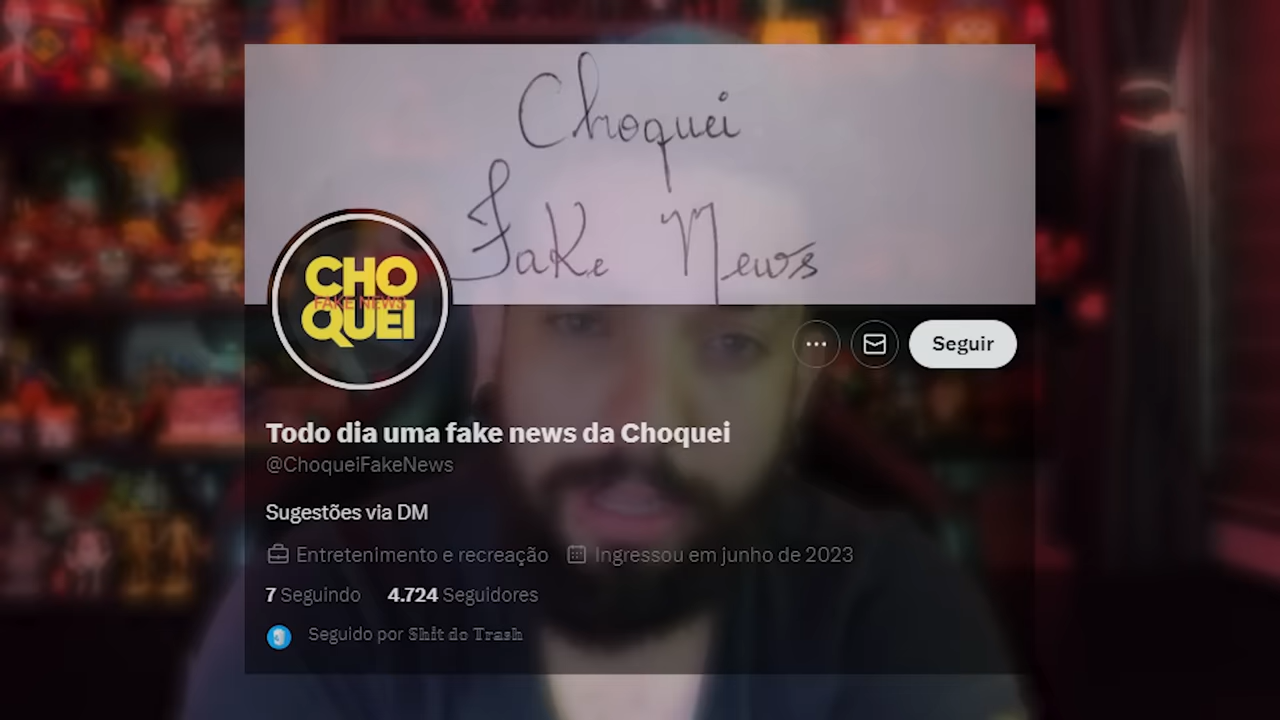 Choquei
Fake News
CHO
FAKE NEWS
QUEI
Seguir
Todo dia uma fake news da Choquei
@ChoqueiFakeNews
Sugestões via DM
Entretenimento e recreação Ingressou em junho de 2023
7 Seguindo 4.724 Seguidores
Seguido por 𝕾𝖍𝖎𝖙 𝖉𝖔 𝕿𝖗𝖆𝖘𝖍